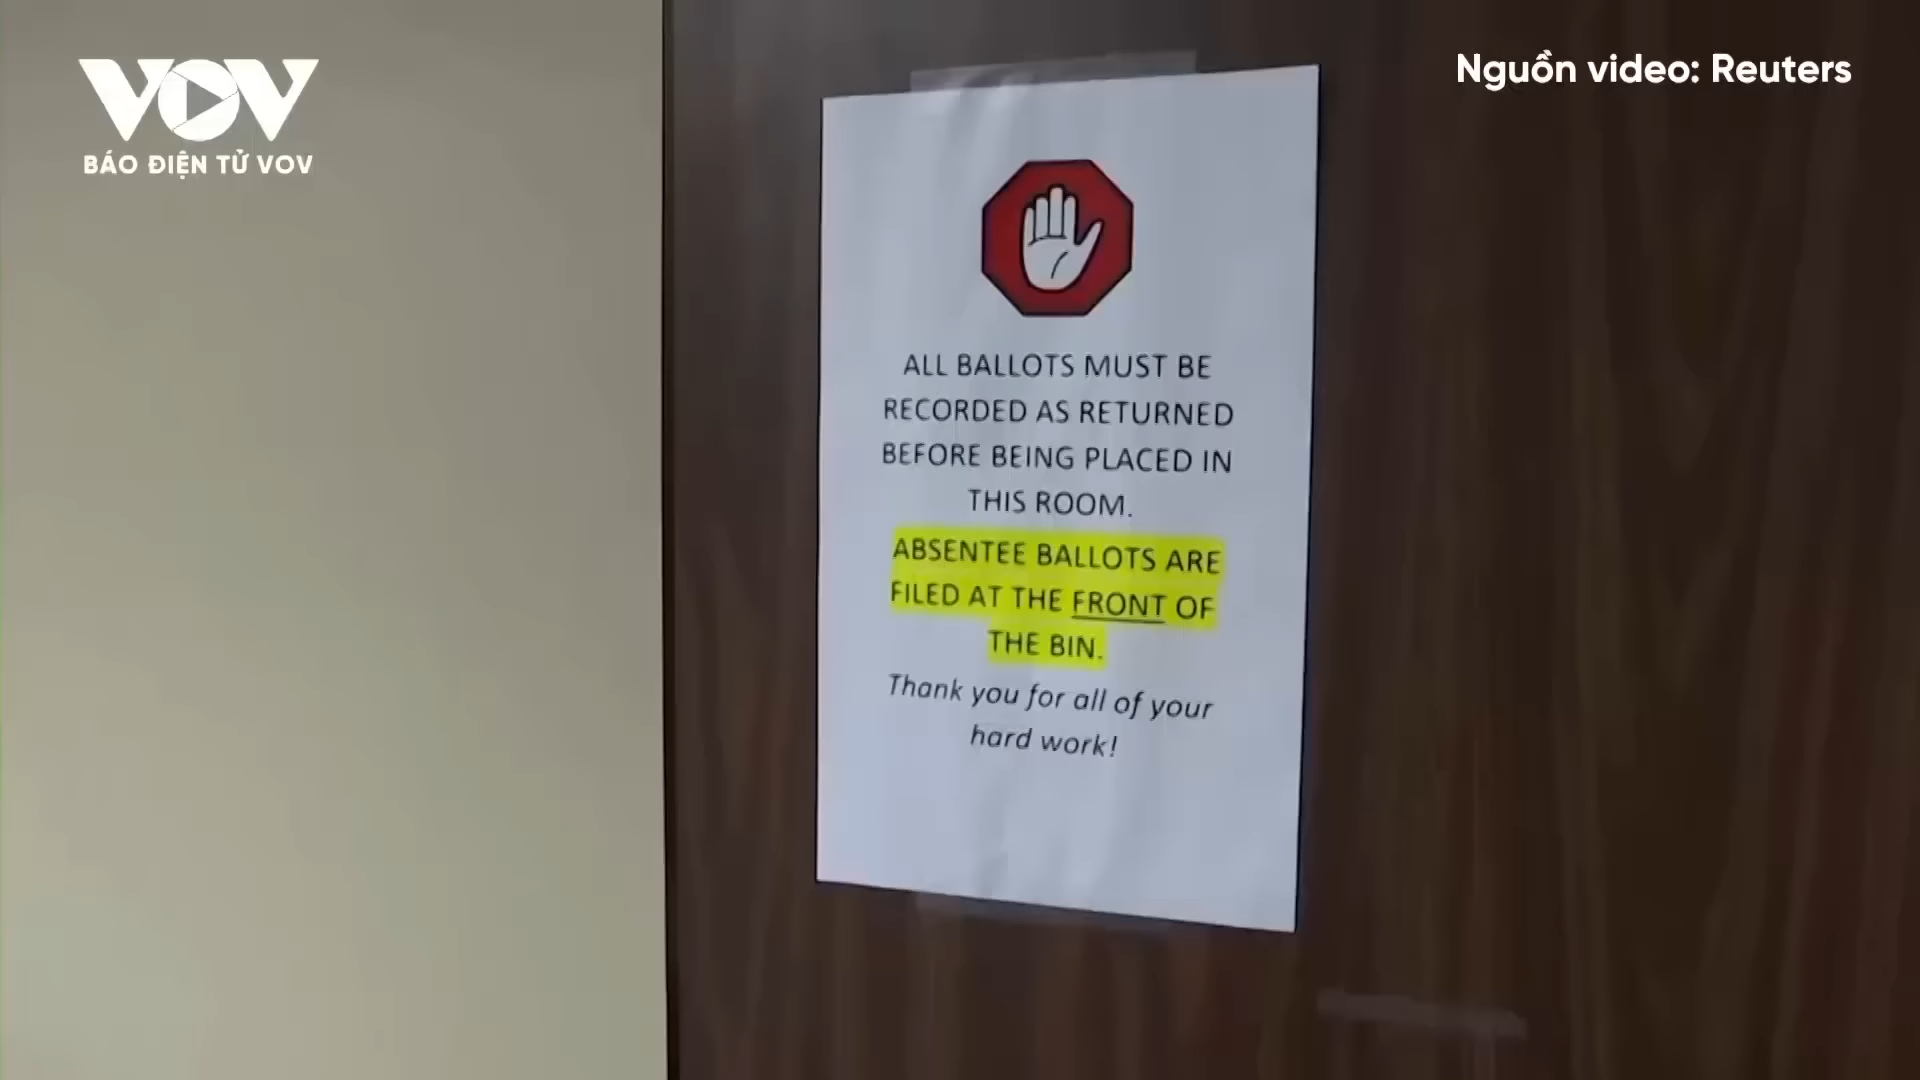 VOV
BÁO ĐIỆN TỬ VOV
Nguồn video: Reuters
ALL BALLOTS MUST BE
RECORDED AS RETURNED
BEFORE BEING PLACED IN
THIS ROOM.
ABSENTEE BALLOTS ARE
FILED AT THE FRONT OF
THE BIN.
Thank you for all of your
hard work!